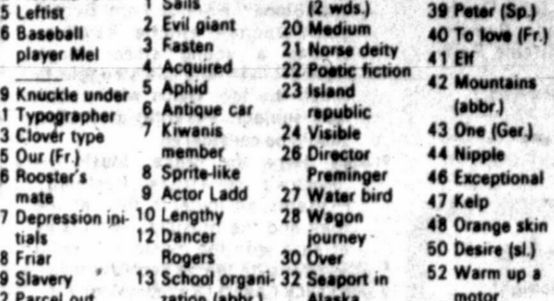 5 Leftist
6 Baseball
player Mel
9 Knuckle under
1 Typographer
3 Clover type
5 Our (Fr.)
6 Rooster's
mate
7 Depression ini-
tials
8 Friar
9 Slavery
2 Parcel out
1 Sails
2 Evil giant
3 Fasten
4 Acquired
5 Aphid
6 Antique car
7 Kiwanis
member
8 Sprite-like
9 Actor Ladd
10 Lengthy
12 Dancer
Rogers
13 School organi-
zation (abbr.)
(2 wds.)
20 Medium
21 Norse deity
22 Poetic fiction
23 Island
republic
24 Visible
26 Director
Preminger
27 Water bird
28 Wagon
journey
30 Over
32 Seaport in
Alaska
39 Peter (Sp.)
40 To love (Fr.)
41 Elf
42 Mountains
(abbr.)
43 One (Ger.)
44 Nipple
46 Exceptional
47 Kelp
48 Orange skin
50 Desire (sl.)
52 Warm up a
motor